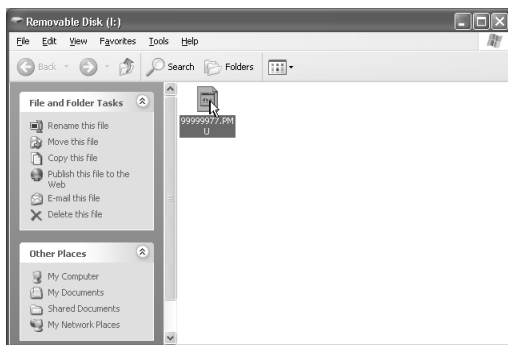 Removable Disk (I:)
File Edit View Favorites Tools Help
Back Search Folders
File and Folder Tasks
Rename this file
Move this file
Copy this file
Publish this file to the
Web
E-mail this file
Delete this file
Other Places
My Computer
My Documents
Shared Documents
My Network Places
99999977.PM
U